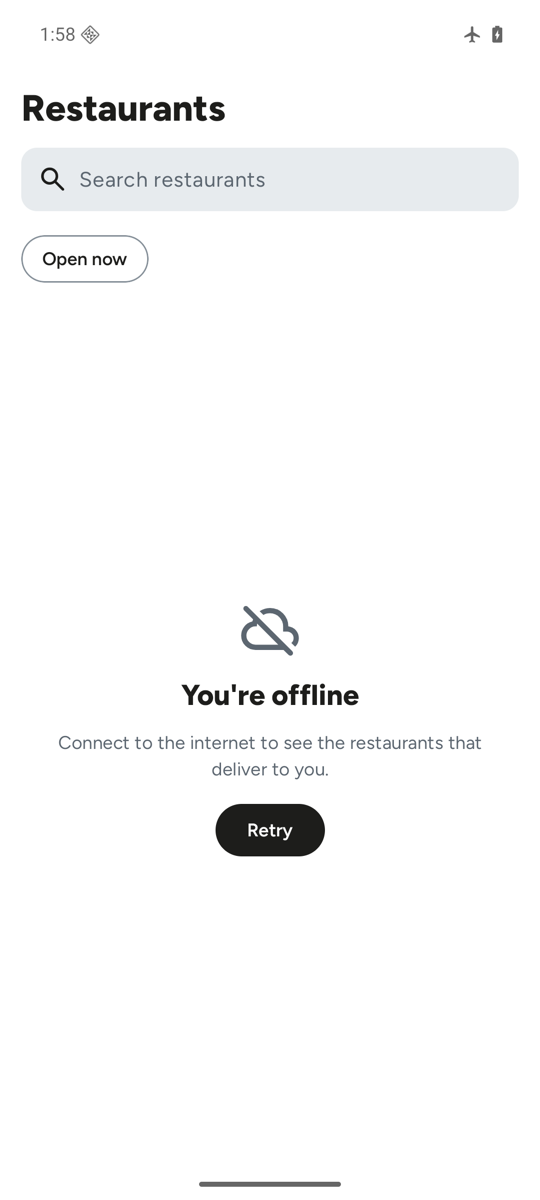 1:58
Restaurants
Search restaurants
Open now
You're offline
Connect to the internet to see the restaurants that
deliver to you.
Retry